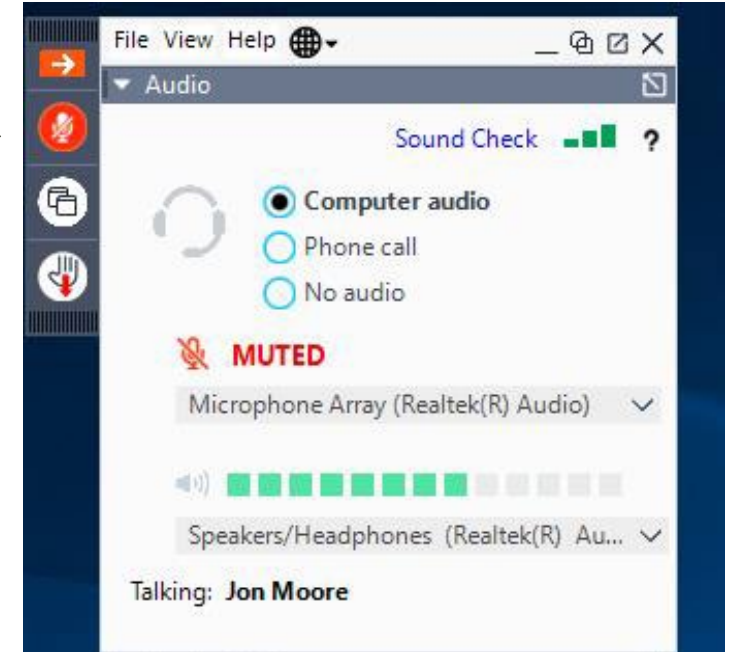 File View Help
Audio
Sound Check ?
Computer audio
Phone call
No audio
MUTED
Microphone Array (Realtek(R) Audio)
Speakers/Headphones (Realtek(R) Au...
Talking: Jon Moore